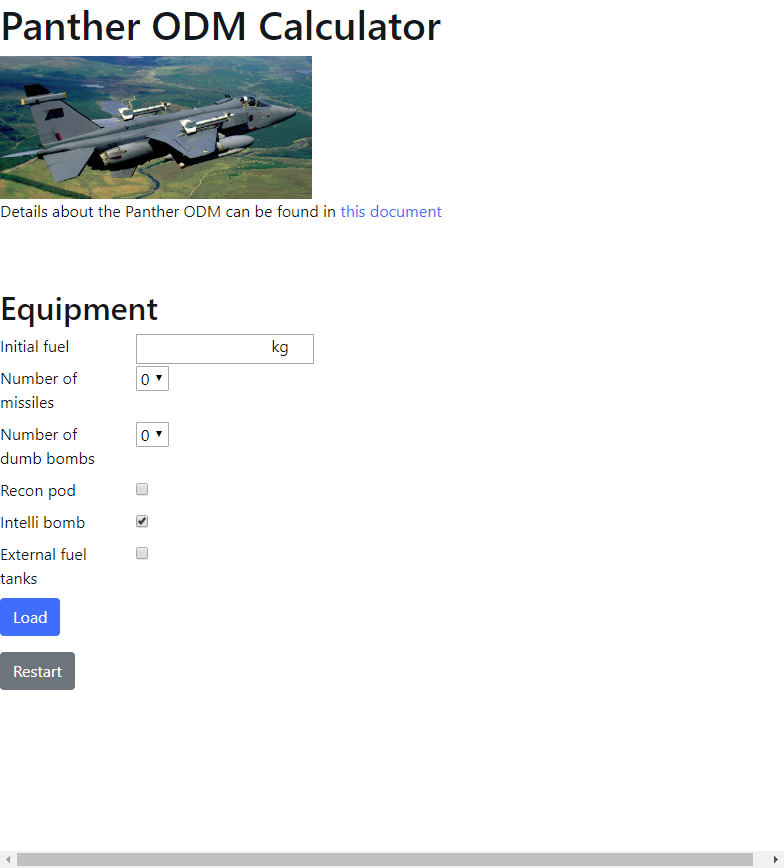 Panther ODM Calculator
Details about the Panther ODM can be found in this document
Equipment
Initial fuel kg
Number of 0
missiles
Number of 0
dumb bombs
Recon pod
Intelli bomb
External fuel
tanks
Load
Restart